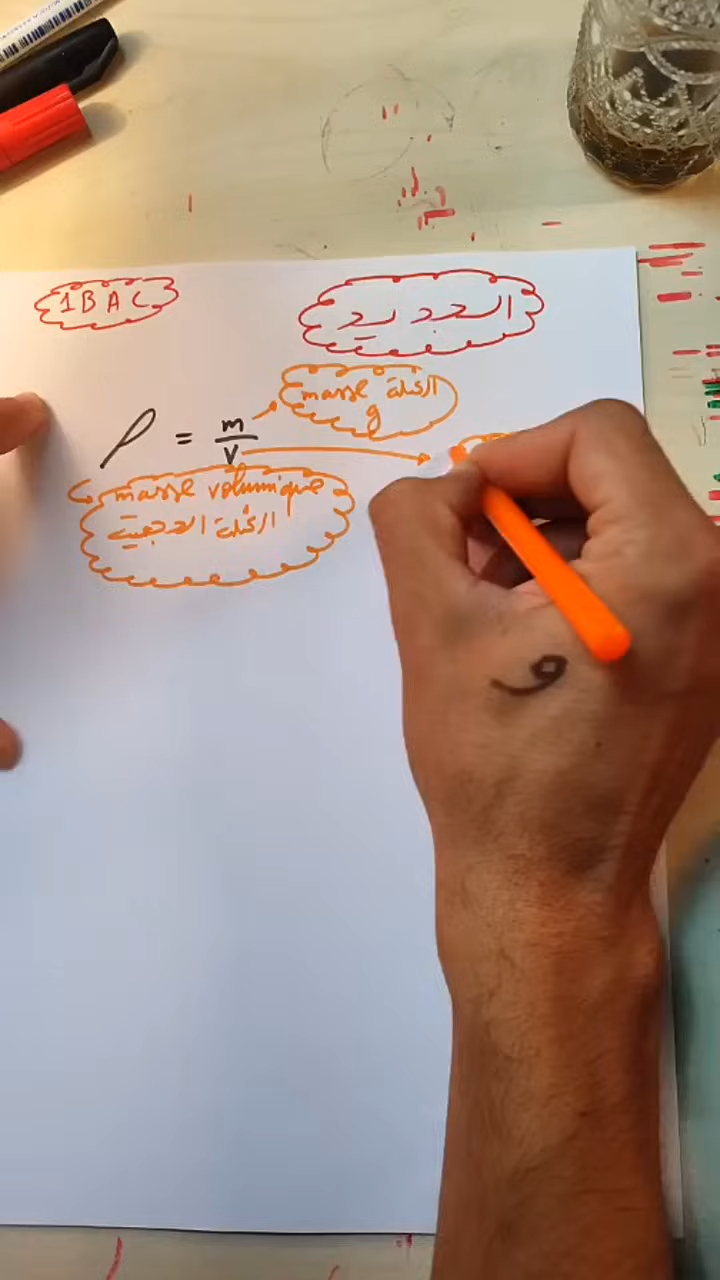 1BAC
الجديد
ρ = m/V
masse الكتلة
g
masse volumique
الكتلة الحجمية
و